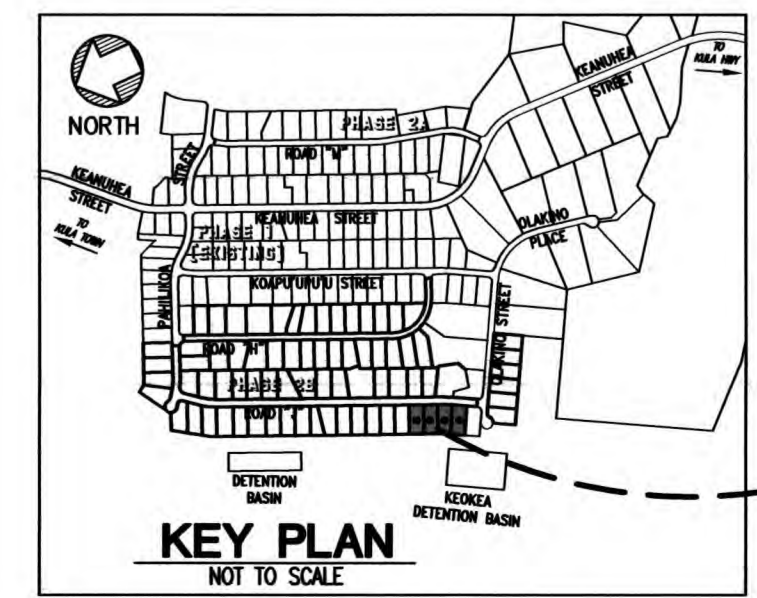 TO
KULA HWY
KEANUHEA
STREET
NORTH
PHASE 2A
STREET
ROAD "M"
KEANUHEA
STREET
TO
KULA TOWN
KEANUHEA STREET
OLAKINO
PLACE
PHASE 1
[EXISTING]
KOAPU'UPU'U STREET
PAHILIKOA
OLAKINO STREET
ROAD "H"
PHASE 2B
ROAD "J"
DETENTION
BASIN
KEOKEA
DETENTION BASIN
KEY PLAN
NOT TO SCALE